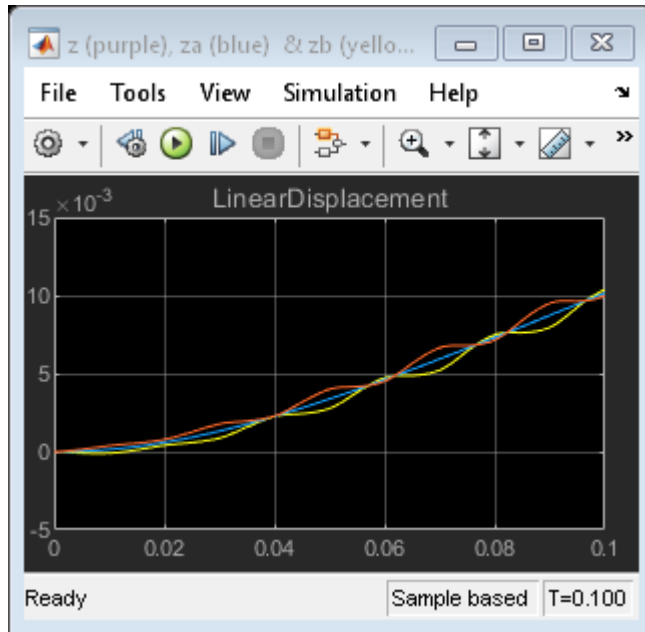 z (purple), za (blue) & zb (yello...
File Tools View Simulation Help
LinearDisplacement
×10-3
15
10
5
0
-5
0 0.02 0.04 0.06 0.08 0.1
Ready Sample based T=0.100